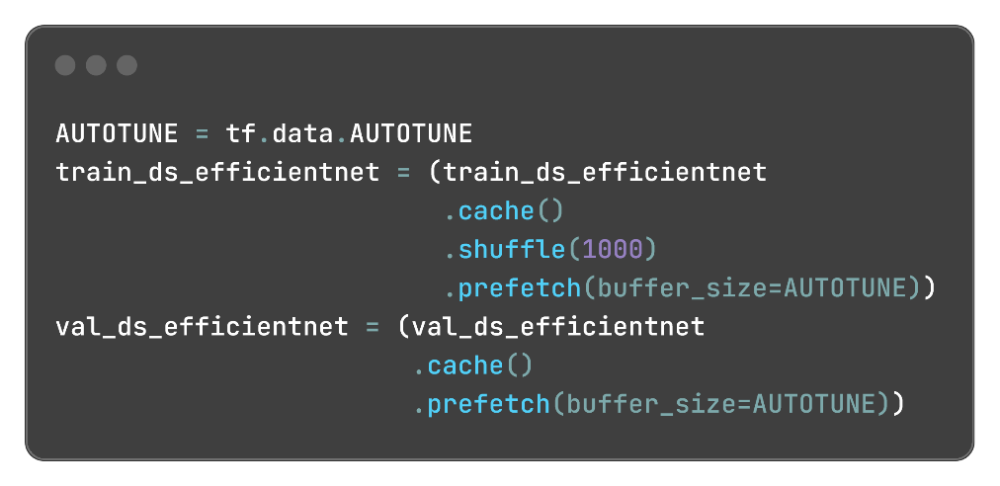 AUTOTUNE = tf.data.AUTOTUNE
train_ds_efficientnet = (train_ds_efficientnet
                         .cache()
                         .shuffle(1000)
                         .prefetch(buffer_size=AUTOTUNE))
val_ds_efficientnet = (val_ds_efficientnet
                       .cache()
                       .prefetch(buffer_size=AUTOTUNE))